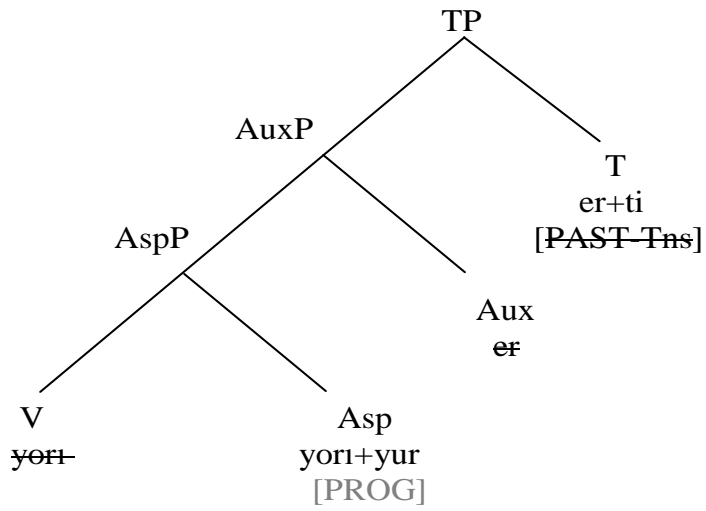 TP
AuxP
T
er+ti
[PAST-Tns]
AspP
Aux
er
V
yorı
Asp
yorı+yur
[PROG]